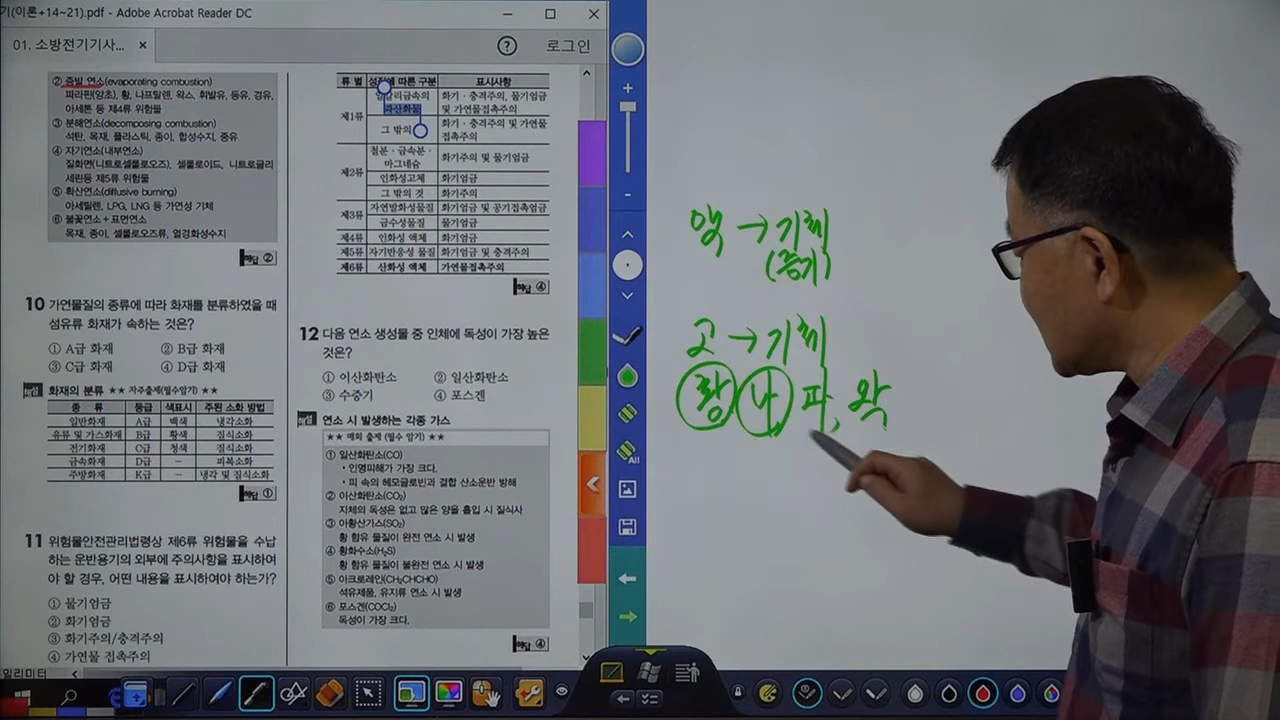 기(이론+14~21).pdf - Adobe Acrobat Reader DC
01. 소방전기기사... ×
? 로그인
② 증발 연소(evaporating combustion)
파라핀(양초), 황, 나프탈렌, 왁스, 휘발유, 등유, 경유,
아세톤 등 제4류 위험물
③ 분해연소(decomposing combustion)
석탄, 목재, 플라스틱, 종이, 합성수지, 중유
④ 자기연소(내부연소)
질화면(니트로셀룰로오즈), 셀룰로이드, 니트로글리
세린등 제5류 위험물
⑤ 확산연소(diffusive burning)
아세틸렌, LPG, LNG 등 가연성 기체
⑥ 불꽃연소+표면연소
목재, 종이, 셀룰로오즈류, 열경화성수지
해답 ②
10 가연물질의 종류에 따라 화재를 분류하였을 때
섬유류 화재가 속하는 것은?
① A급 화재 ② B급 화재
③ C급 화재 ④ D급 화재
해설 화재의 분류 ★★ 자주출제(필수암기) ★★
종 류 등급 색표시 주된 소화 방법
일반화재 A급 백색 냉각소화
유류 및 가스화재 B급 황색 질식소화
전기화재 C급 청색 질식소화
금속화재 D급 - 피복소화
주방화재 K급 - 냉각 및 질식소화
해답 ①
11 위험물안전관리법령상 제6류 위험물을 수납
하는 운반용기의 외부에 주의사항을 표시하여
야 할 경우, 어떤 내용을 표시하여야 하는가?
① 물기엄금
② 화기엄금
③ 화기주의/충격주의
④ 가연물 접촉주의
밀리미터
류 별 성질에 따른 구분 표시사항
제1류 알칼리금속의 과산화물 화기·충격주의, 물기엄금 및 가연물접촉주의
그 밖의 화기·충격주의 및 가연물 접촉주의
제2류 철분·금속분·마그네슘 화기주의 및 물기엄금
인화성고체 화기엄금
그 밖의 것 화기주의
제3류 자연발화성물질 화기엄금 및 공기접촉엄금
금수성물질 물기엄금
제4류 인화성 액체 화기엄금
제5류 자기반응성 물질 화기엄금 및 충격주의
제6류 산화성 액체 가연물접촉주의
해답 ④
12 다음 연소 생성물 중 인체에 독성이 가장 높은
것은?
① 이산화탄소 ② 일산화탄소
③ 수증기 ④ 포스겐
해설 연소 시 발생하는 각종 가스
★★ 매회 출제 (필수 암기) ★★
① 일산화탄소(CO)
• 인명피해가 가장 크다.
• 피 속의 헤모글로빈과 결합 산소운반 방해
② 이산화탄소(CO₂)
자체의 독성은 없고 많은 양을 흡입 시 질식사
③ 아황산가스(SO₂)
황 함유 물질이 완전 연소 시 발생
④ 황화수소(H₂S)
황 함유 물질이 불완전 연소 시 발생
⑤ 아크로레인(CH₂CHCHO)
석유제품, 유지류 연소 시 발생
⑥ 포스겐(COCl₂)
독성이 가장 크다.
해답 ④
All
액 → 기체
(증기)
고 → 기체
황 나 파, 왁